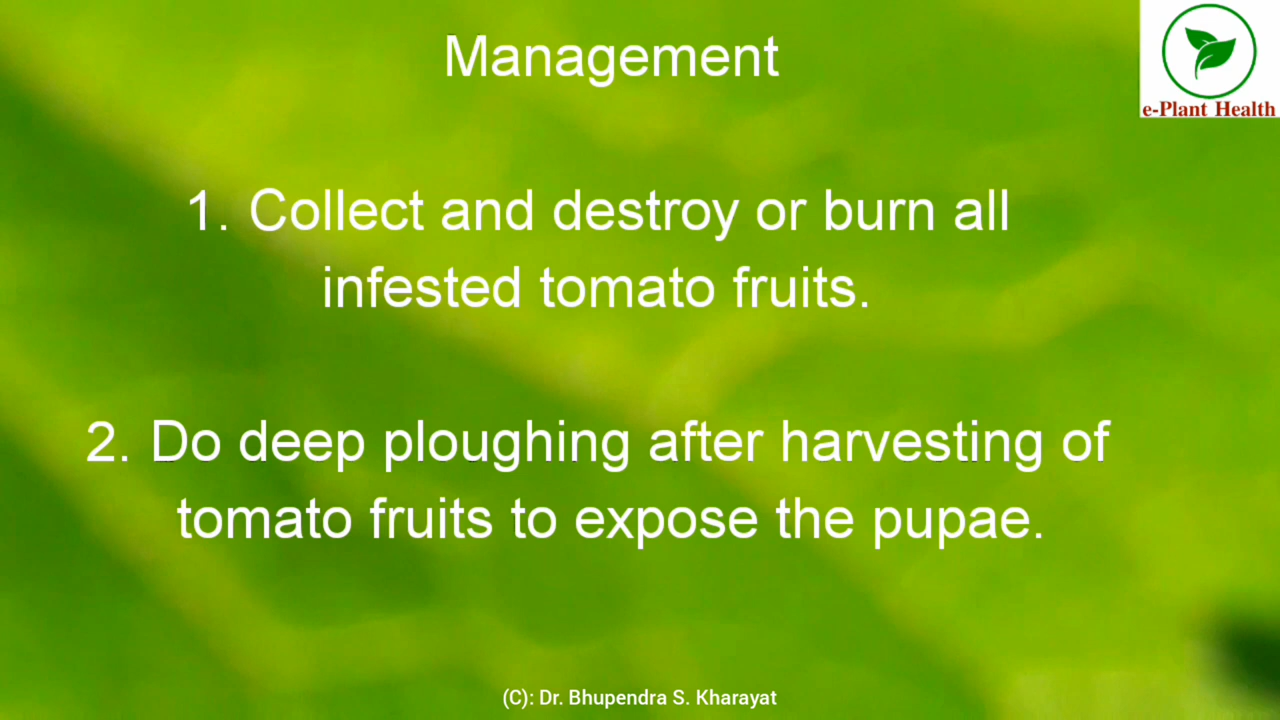 Management
e-Plant Health
1. Collect and destroy or burn all
infested tomato fruits.
2. Do deep ploughing after harvesting of
tomato fruits to expose the pupae.
(C): Dr. Bhupendra S. Kharayat